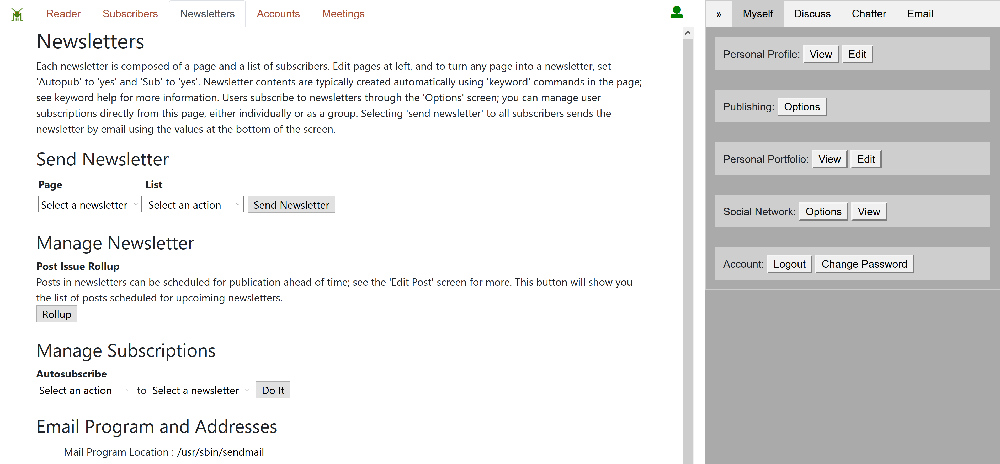 Reader Subscribers Newsletters Accounts Meetings
Newsletters
Each newsletter is composed of a page and a list of subscribers. Edit pages at left, and to turn any page into a newsletter, set
'Autopub' to 'yes' and 'Sub' to 'yes'. Newsletter contents are typically created automatically using 'keyword' commands in the page;
see keyword help for more information. Users subscribe to newsletters through the 'Options' screen; you can manage user
subscriptions directly from this page, either individually or as a group. Selecting 'send newsletter' to all subscribers sends the
newsletter by email using the values at the bottom of the screen.
Send Newsletter
Page List
Select a newsletter Select an action Send Newsletter
Manage Newsletter
Post Issue Rollup
Posts in newsletters can be scheduled for publication ahead of time; see the 'Edit Post' screen for more. This button will show you
the list of posts scheduled for upcoiming newsletters.
Rollup
Manage Subscriptions
Autosubscribe
Select an action to Select a newsletter Do It
Email Program and Addresses
Mail Program Location : /usr/sbin/sendmail
» Myself Discuss Chatter Email
Personal Profile: View Edit
Publishing: Options
Personal Portfolio: View Edit
Social Network: Options View
Account: Logout Change Password